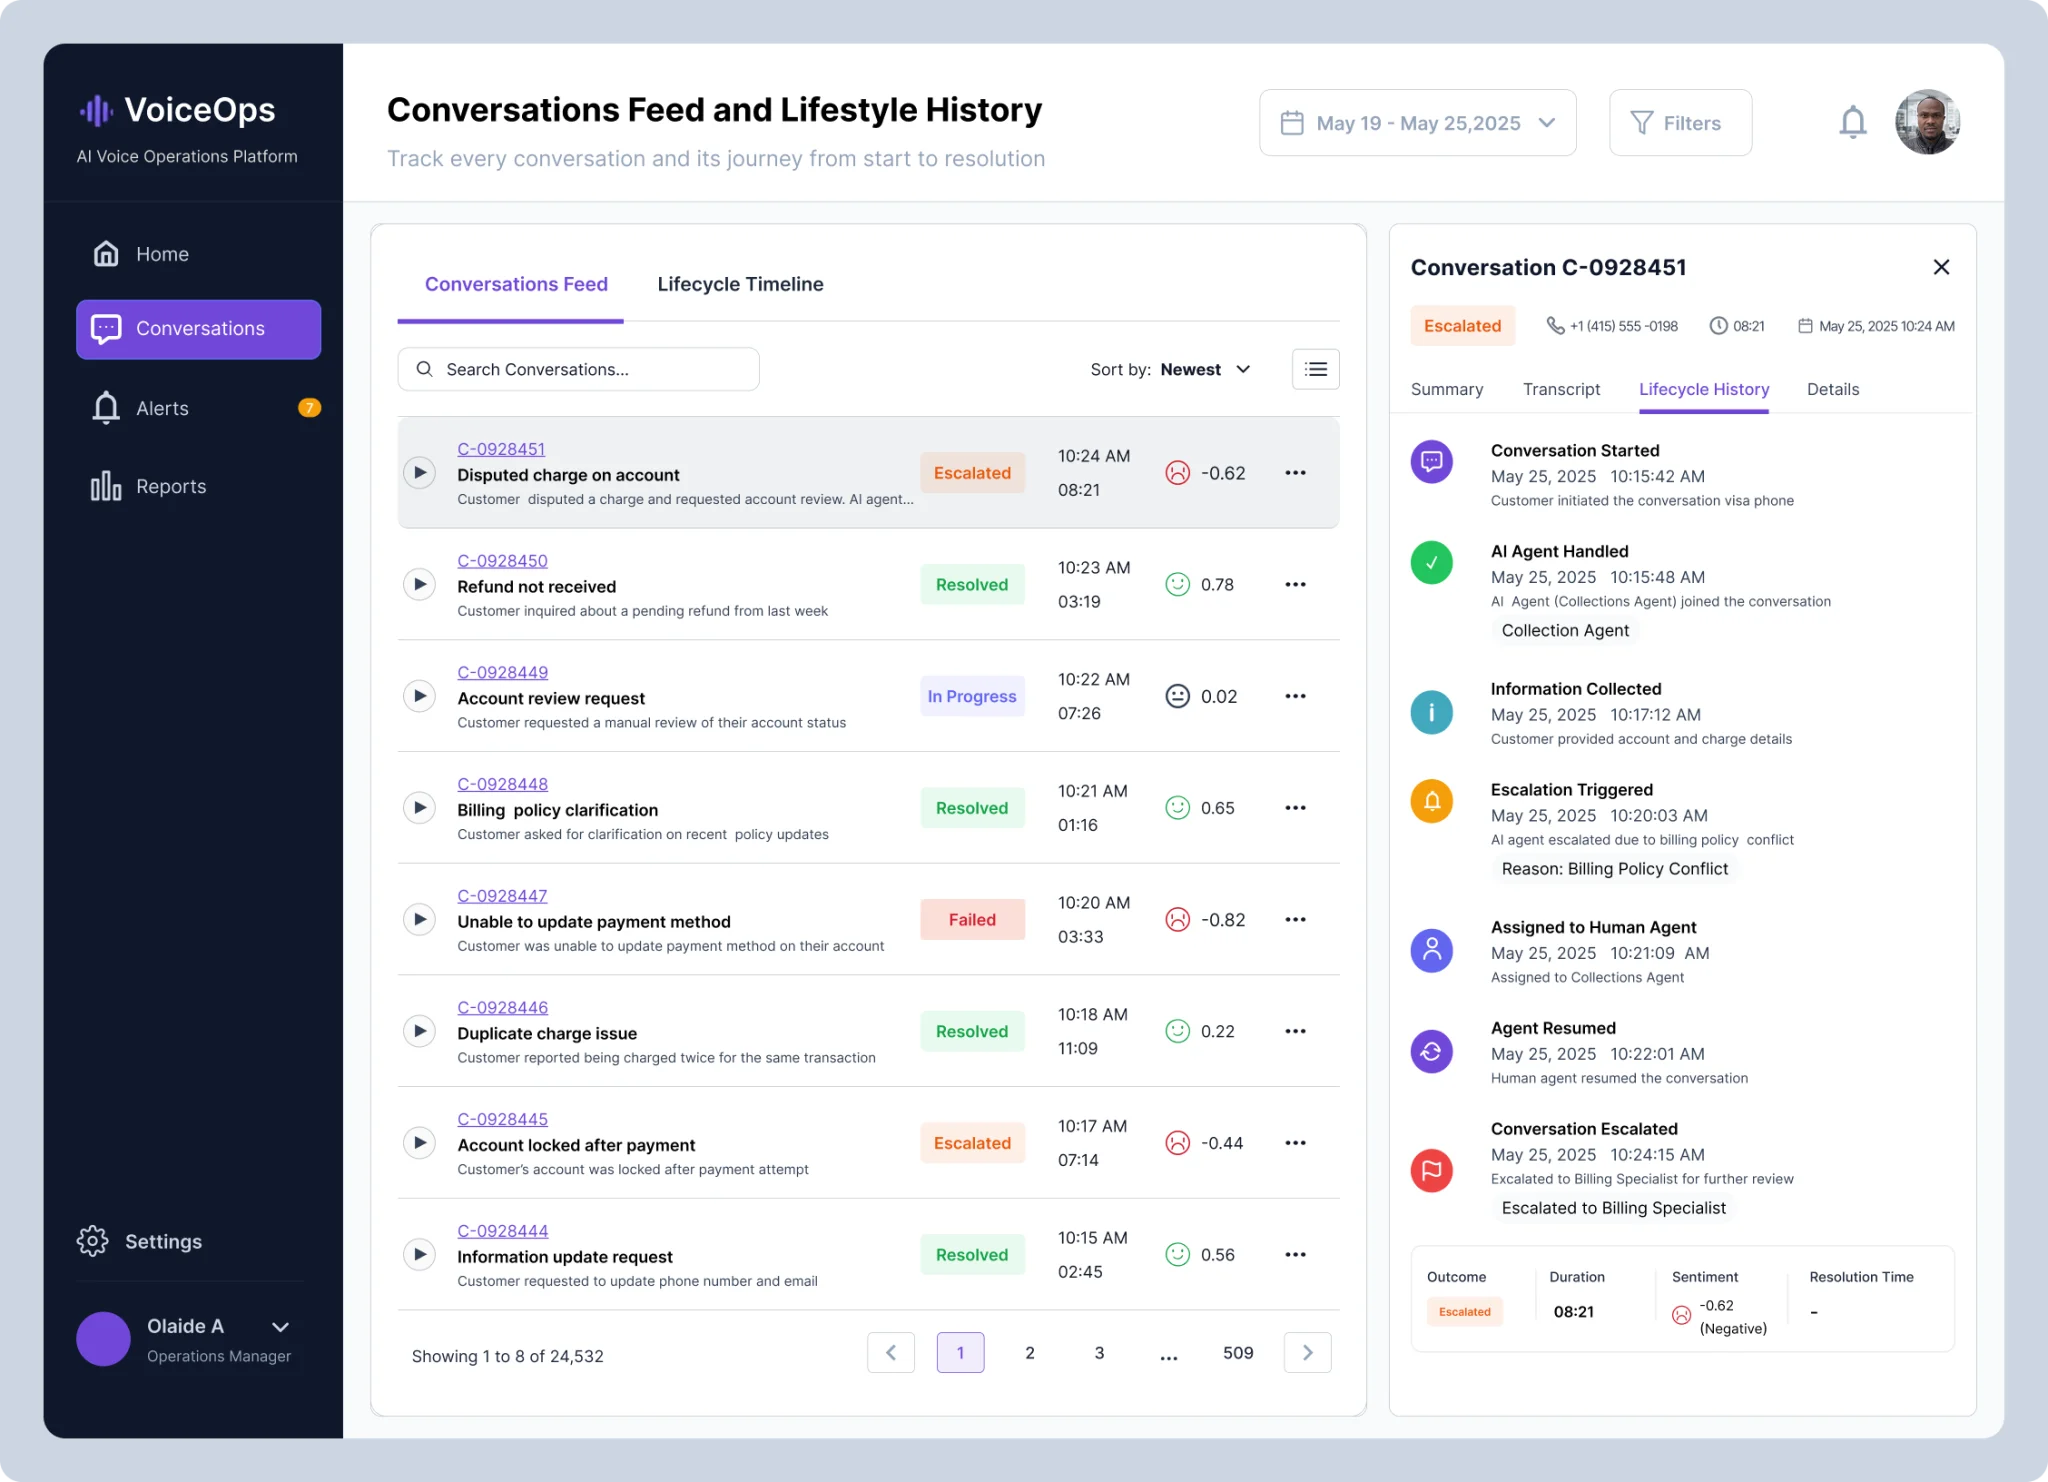 VoiceOps
AI Voice Operations Platform
Home
Conversations
Alerts
7
Reports
Settings
Olaide A
Operations Manager
Conversations Feed and Lifestyle History
Track every conversation and its journey from start to resolution
May 19 - May 25,2025
Filters
Conversations Feed
Lifecycle Timeline
Search Conversations...
Sort by: Newest
C-0928451
Disputed charge on account
Customer disputed a charge and requested account review. AI agent...
Escalated
10:24 AM
08:21
-0.62
C-0928450
Refund not received
Customer inquired about a pending refund from last week
Resolved
10:23 AM
03:19
0.78
C-0928449
Account review request
Customer requested a manual review of their account status
In Progress
10:22 AM
07:26
0.02
C-0928448
Billing policy clarification
Customer asked for clarification on recent policy updates
Resolved
10:21 AM
01:16
0.65
C-0928447
Unable to update payment method
Customer was unable to update payment method on their account
Failed
10:20 AM
03:33
-0.82
C-0928446
Duplicate charge issue
Customer reported being charged twice for the same transaction
Resolved
10:18 AM
11:09
0.22
C-0928445
Account locked after payment
Customer's account was locked after payment attempt
Escalated
10:17 AM
07:14
-0.44
C-0928444
Information update request
Customer requested to update phone number and email
Resolved
10:15 AM
02:45
0.56
Showing 1 to 8 of 24,532
1
2
3
...
509
Conversation C-0928451
Escalated
+1 (415) 555 -0198
08:21
May 25, 2025 10:24 AM
Summary
Transcript
Lifecycle History
Details
Conversation Started
May 25, 2025 10:15:42 AM
Customer initiated the conversation visa phone
AI Agent Handled
May 25, 2025 10:15:48 AM
AI Agent (Collections Agent) joined the conversation
Collection Agent
Information Collected
May 25, 2025 10:17:12 AM
Customer provided account and charge details
Escalation Triggered
May 25, 2025 10:20:03 AM
AI agent escalated due to billing policy conflict
Reason: Billing Policy Conflict
Assigned to Human Agent
May 25, 2025 10:21:09 AM
Assigned to Collections Agent
Agent Resumed
May 25, 2025 10:22:01 AM
Human agent resumed the conversation
Conversation Escalated
May 25, 2025 10:24:15 AM
Excalated to Billing Specialist for further review
Escalated to Billing Specialist
Outcome
Escalated
Duration
08:21
Sentiment
-0.62
(Negative)
Resolution Time
-